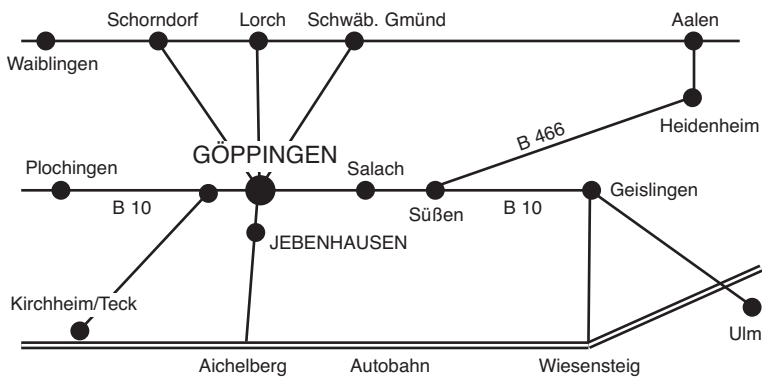 Schorndorf
Lorch
Schwäb. Gmünd
Aalen
Waiblingen
B 466
Heidenheim
GÖPPINGEN
Plochingen
Salach
Geislingen
B 10
Süßen
B 10
JEBENHAUSEN
Kirchheim/Teck
Ulm
Aichelberg
Autobahn
Wiesensteig